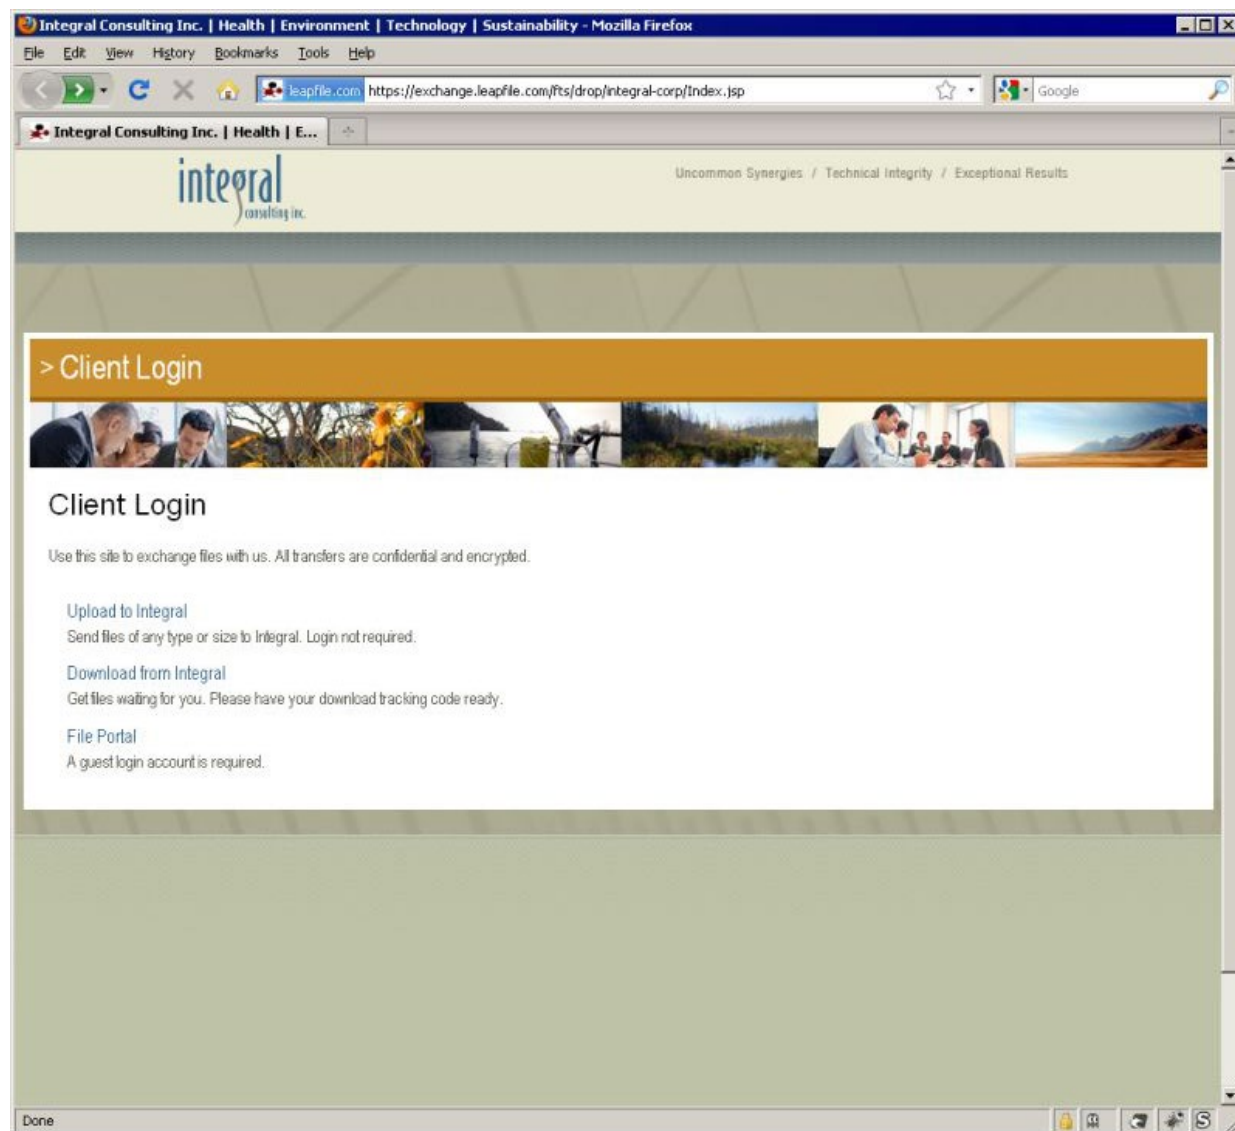 Integral Consulting Inc. | Health | Environment | Technology | Sustainability - Mozilla Firefox
File Edit View History Bookmarks Tools Help
leapfile.com https://exchange.leapfile.com/fts/drop/integral-corp/Index.jsp Google
Integral Consulting Inc. | Health | E...
integral
consulting inc.
Uncommon Synergies / Technical Integrity / Exceptional Results
> Client Login
Client Login
Use this site to exchange files with us. All transfers are confidential and encrypted.
Upload to Integral
Send files of any type or size to Integral. Login not required.
Download from Integral
Get files waiting for you. Please have your download tracking code ready.
File Portal
A guest login account is required.
Done